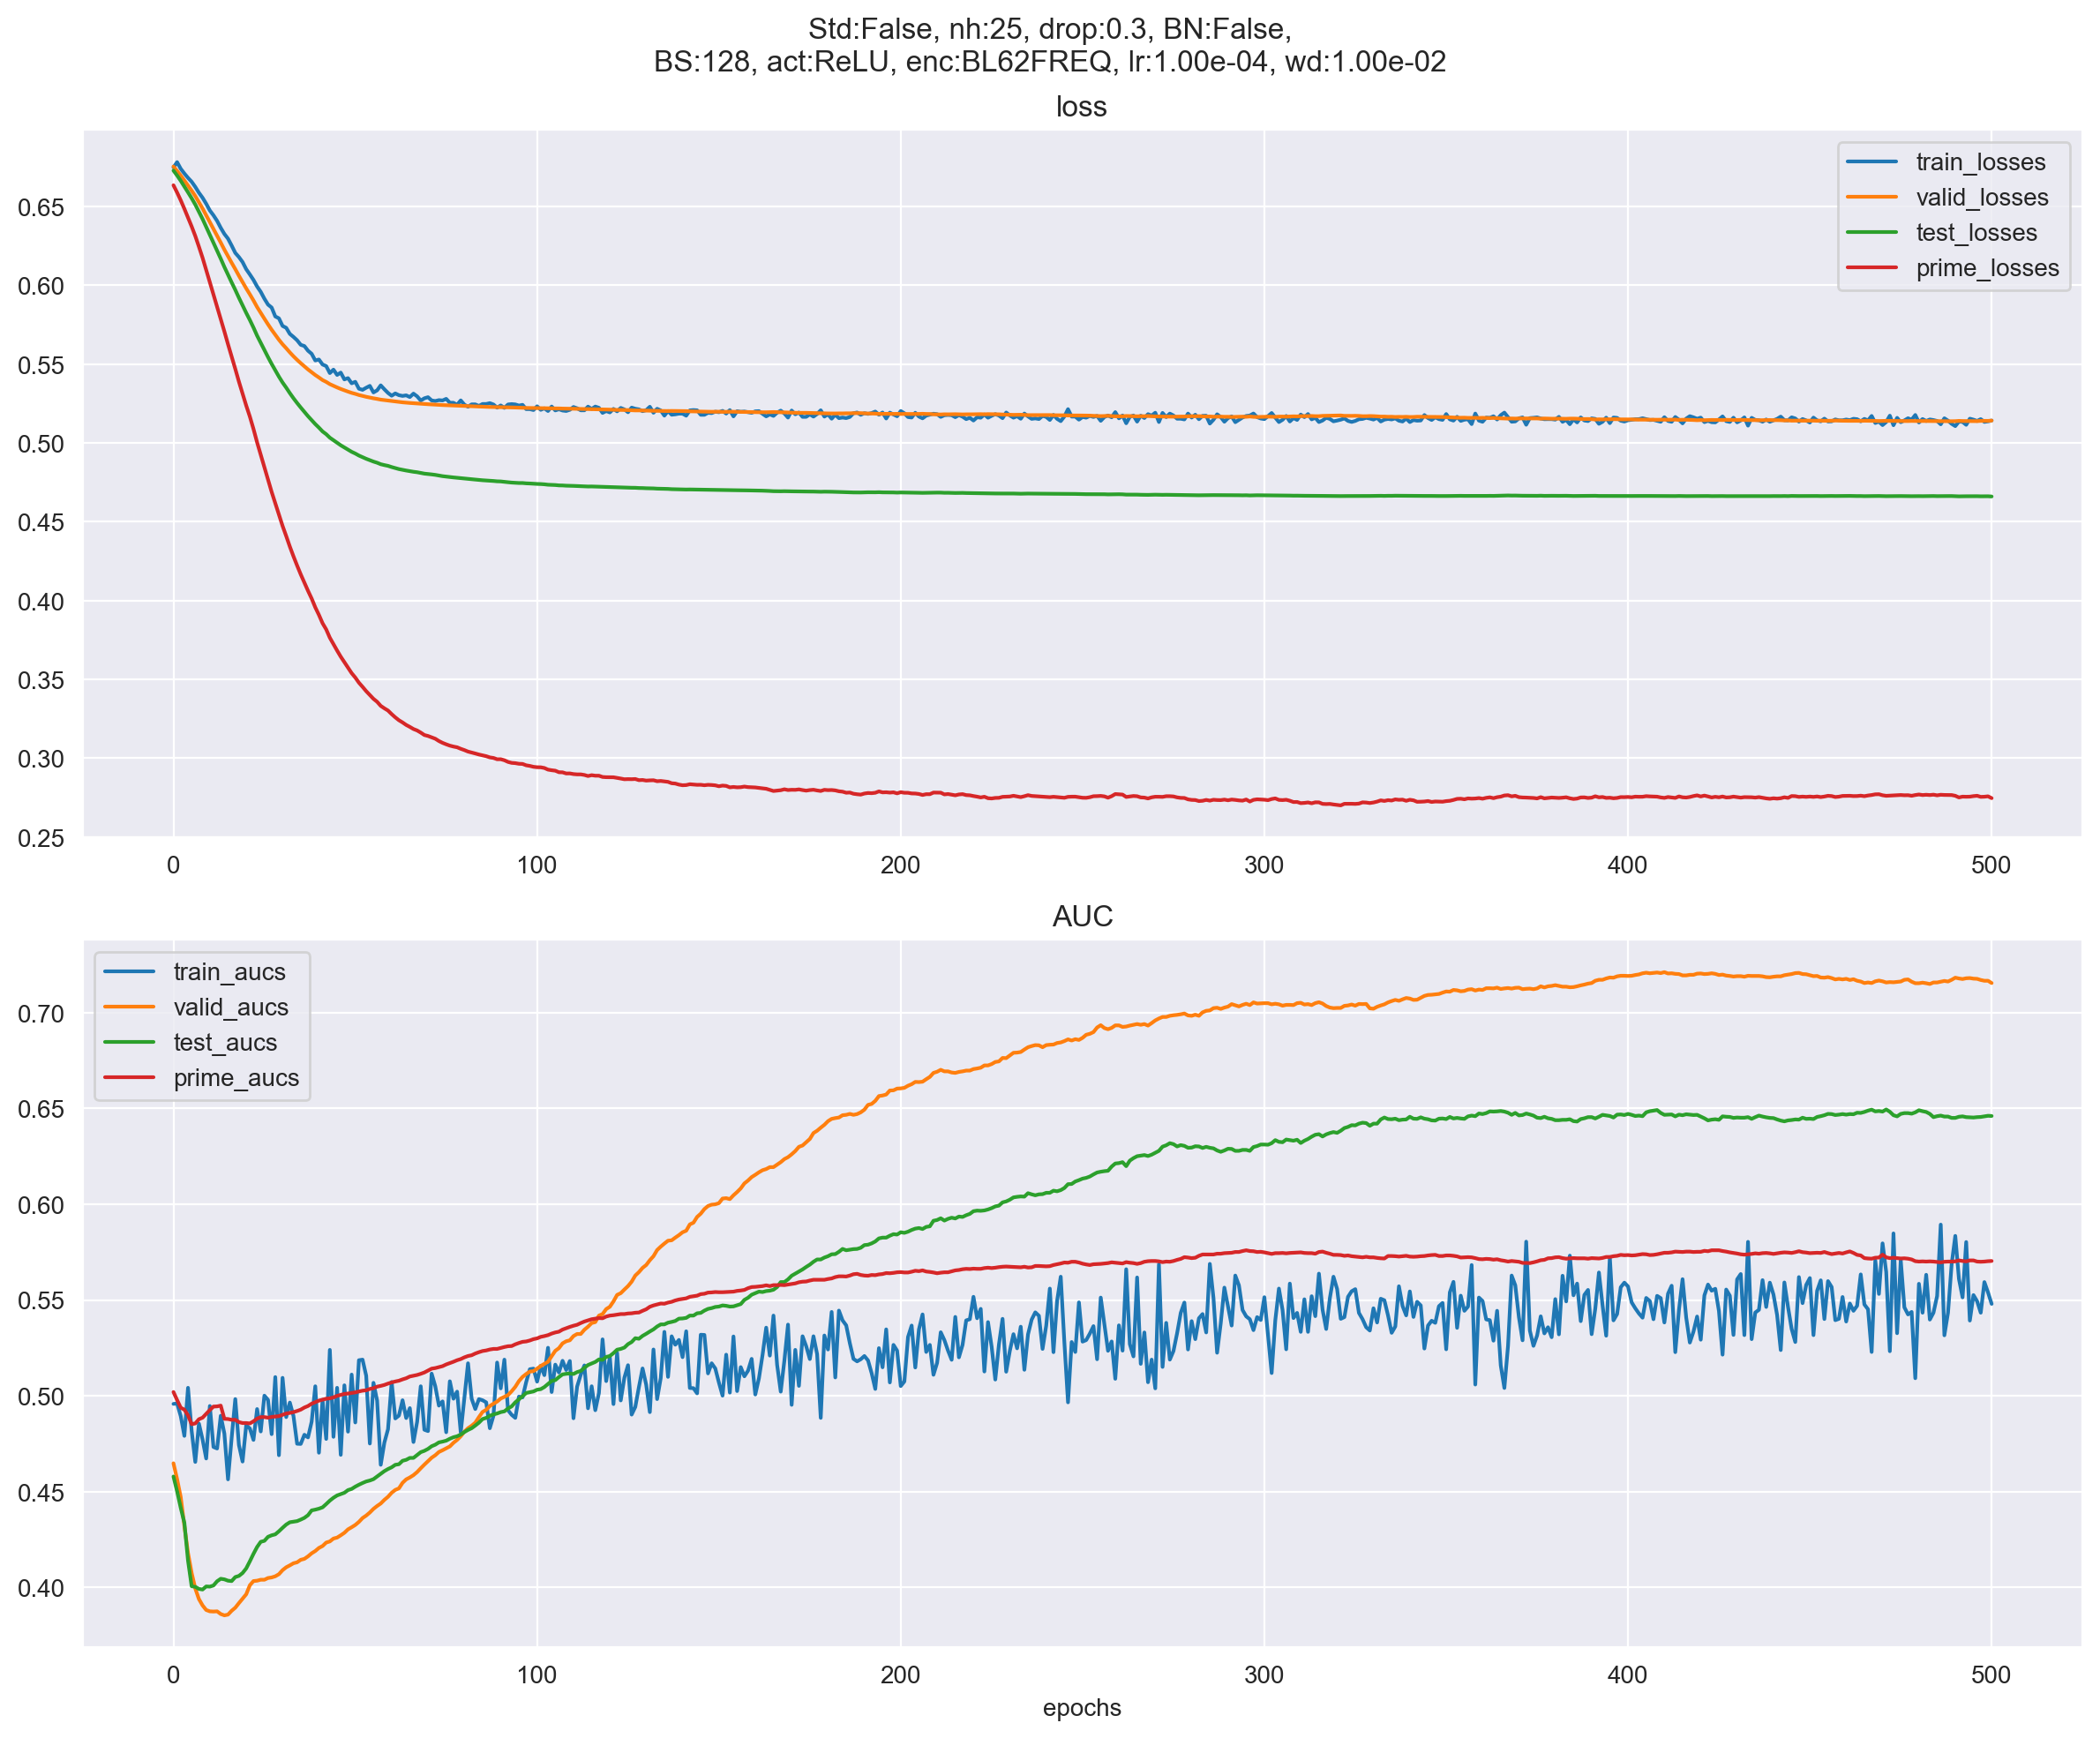 Std:False, nh:25, drop:0.3, BN:False,
BS:128, act:ReLU, enc:BL62FREQ, lr:1.00e-04, wd:1.00e-02
loss
train_losses
valid_losses
test_losses
prime_losses
0.65
0.60
0.55
0.50
0.45
0.40
0.35
0.30
0.25
0 100 200 300 400 500
AUC
train_aucs
valid_aucs
test_aucs
prime_aucs
0.70
0.65
0.60
0.55
0.50
0.45
0.40
0 100 200 300 400 500
epochs